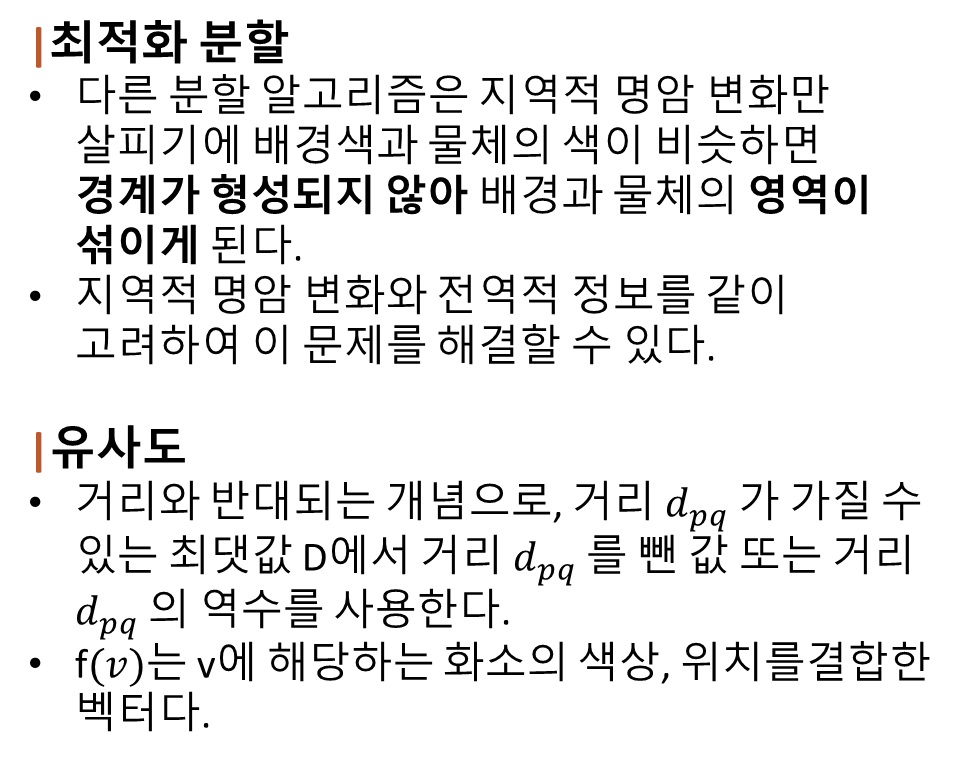 최적화 분할
• 다른 분할 알고리즘은 지역적 명암 변화만
살피기에 배경색과 물체의 색이 비슷하면
경계가 형성되지 않아 배경과 물체의 영역이
섞이게 된다.
• 지역적 명암 변화와 전역적 정보를 같이
고려하여 이 문제를 해결할 수 있다.
유사도
• 거리와 반대되는 개념으로, 거리 d_pq 가 가질 수
있는 최댓값 D에서 거리 d_pq 를 뺀 값 또는 거리
d_pq 의 역수를 사용한다.
• f(v)는 v에 해당하는 화소의 색상, 위치를결합한
벡터다.